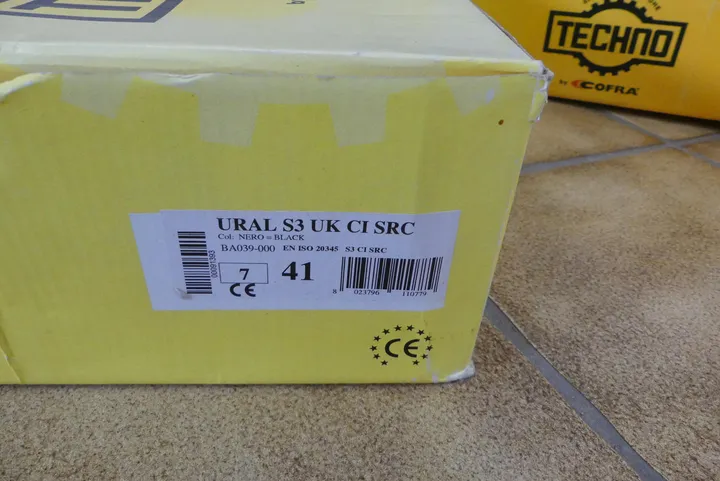 TECHNO
by COFRA
URAL S3 UK CI SRC
Col: NERO = BLACK
BA039-000 EN ISO 20345 S3 CI SRC
00091393
7 41
CE
8 023796 110779
CE